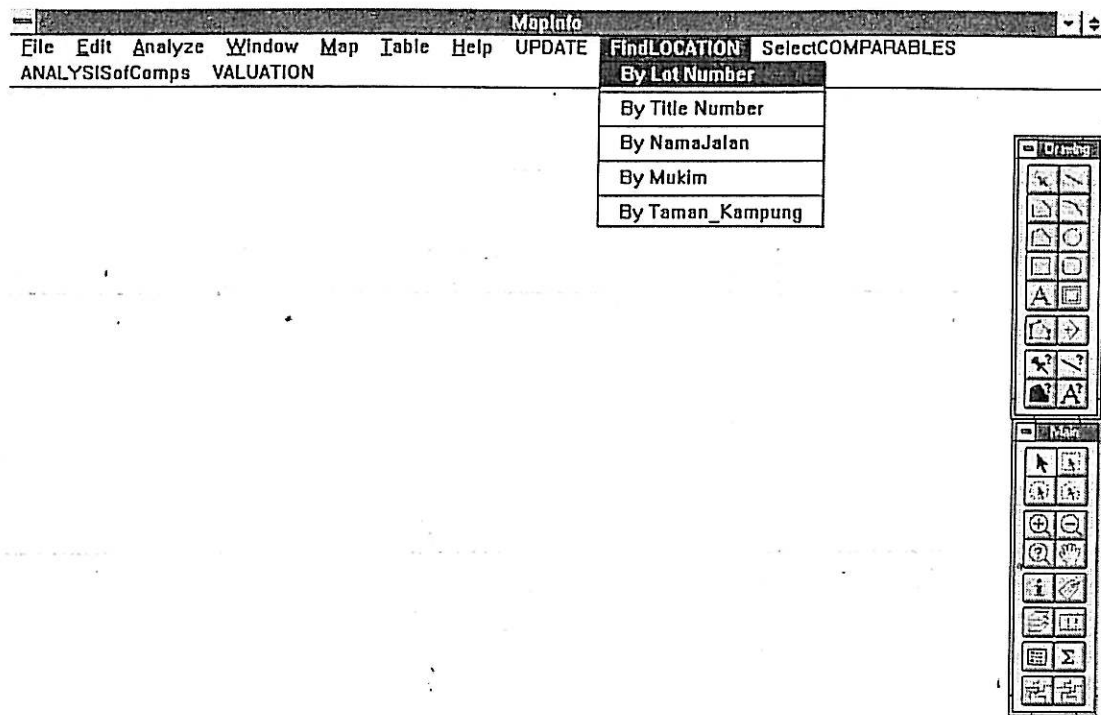 MapInfo
File Edit Analyze Window Map Table Help UPDATE FindLOCATION SelectCOMPARABLES
ANALYSISofComps VALUATION
By Lot Number
By Title Number
By NamaJalan
By Mukim
By Taman_Kampung
Drawing
A
A?
Main
Σ